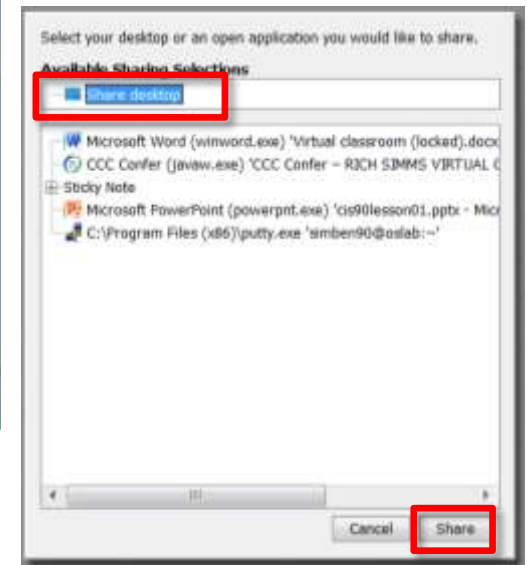 Select your desktop or an open application you would like to share.
Available Sharing Selections
Share desktop
Microsoft Word (winword.exe) 'Virtual classroom (locked).docx
CCC Confer (javaw.exe) 'CCC Confer – RICH SIMMS VIRTUAL
Sticky Note
Microsoft PowerPoint (powerpnt.exe) 'cis90lesson01.pptx - Micr
C:\Program Files (x86)\putty.exe 'simben90@oslab:~'
Cancel Share